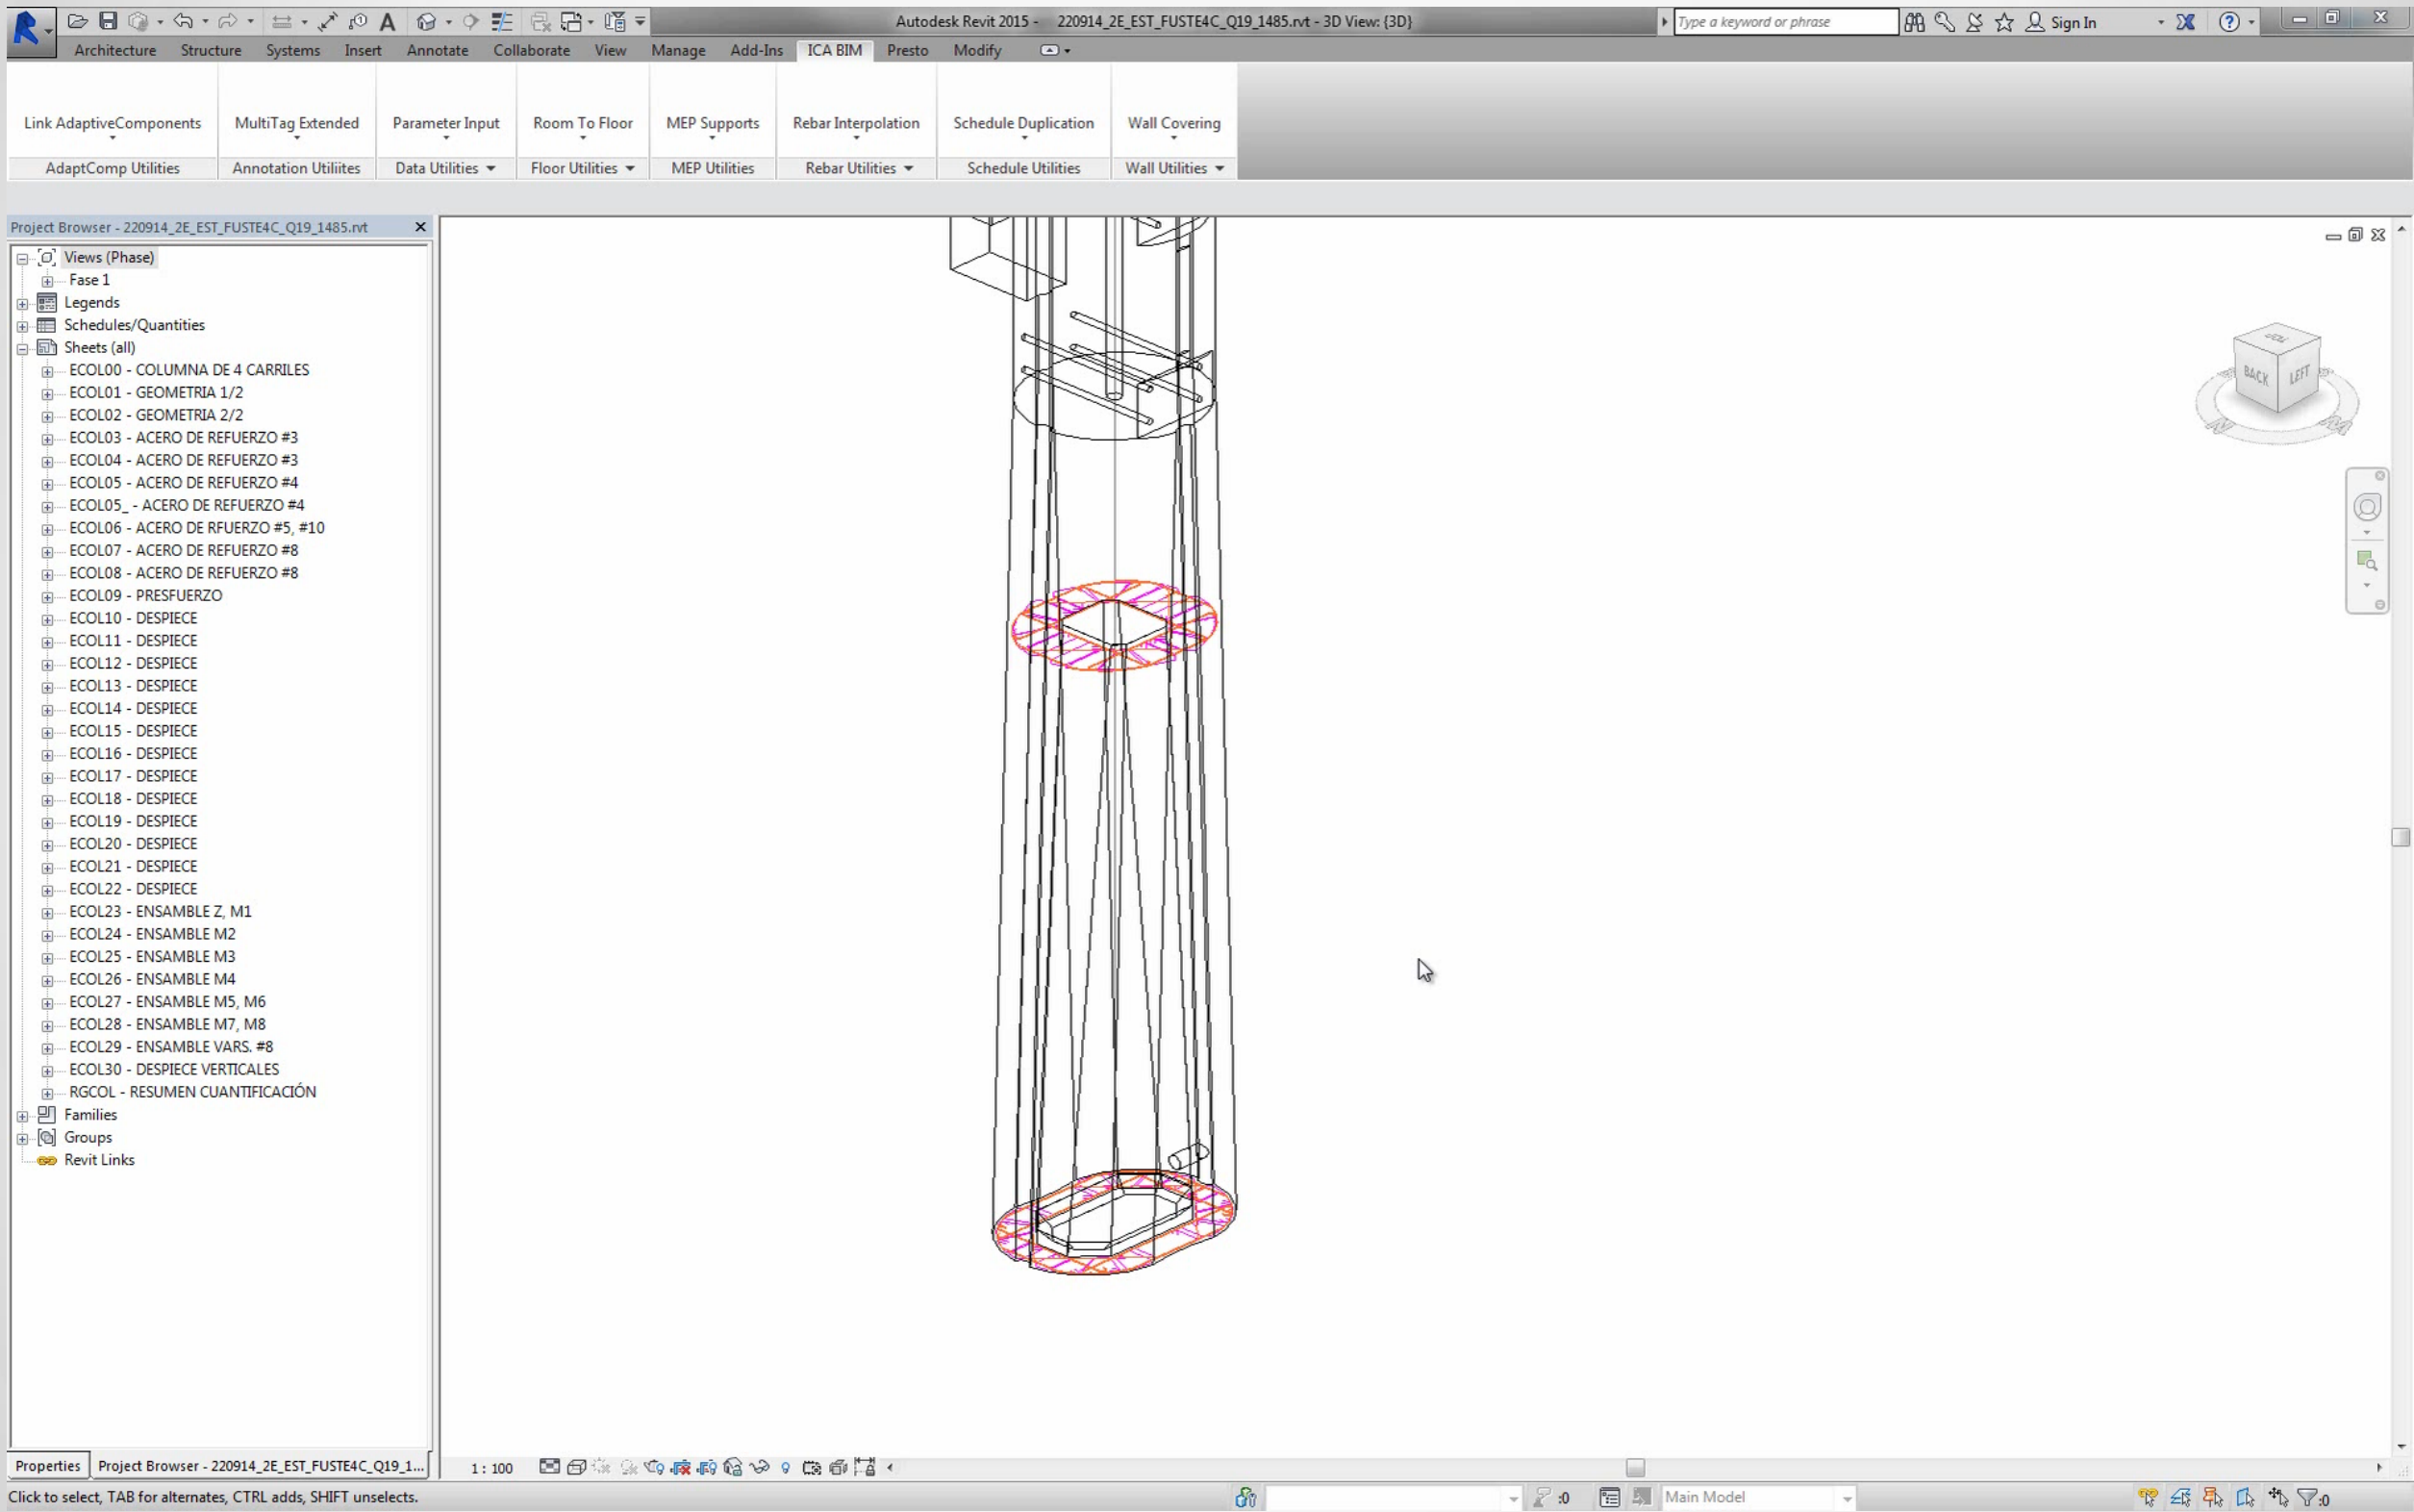 Autodesk Revit 2015 - 220914_2E_EST_FUSTE4C_Q19_1485.rvt - 3D View: {3D}
Type a keyword or phrase
Sign In
Architecture Structure Systems Insert Annotate Collaborate View Manage Add-Ins ICA BIM Presto Modify
Link AdaptiveComponents MultiTag Extended Parameter Input Room To Floor MEP Supports Rebar Interpolation Schedule Duplication Wall Covering
AdaptComp Utilities Annotation Utiliites Data Utilities Floor Utilities MEP Utilities Rebar Utilities Schedule Utilities Wall Utilities
Project Browser - 220914_2E_EST_FUSTE4C_Q19_1485.rvt
Views (Phase)
Fase 1
Legends
Schedules/Quantities
Sheets (all)
ECOL00 - COLUMNA DE 4 CARRILES
ECOL01 - GEOMETRIA 1/2
ECOL02 - GEOMETRIA 2/2
ECOL03 - ACERO DE REFUERZO #3
ECOL04 - ACERO DE REFUERZO #3
ECOL05 - ACERO DE REFUERZO #4
ECOL05_ - ACERO DE REFUERZO #4
ECOL06 - ACERO DE RFUERZO #5, #10
ECOL07 - ACERO DE REFUERZO #8
ECOL08 - ACERO DE REFUERZO #8
ECOL09 - PRESFUERZO
ECOL10 - DESPIECE
ECOL11 - DESPIECE
ECOL12 - DESPIECE
ECOL13 - DESPIECE
ECOL14 - DESPIECE
ECOL15 - DESPIECE
ECOL16 - DESPIECE
ECOL17 - DESPIECE
ECOL18 - DESPIECE
ECOL19 - DESPIECE
ECOL20 - DESPIECE
ECOL21 - DESPIECE
ECOL22 - DESPIECE
ECOL23 - ENSAMBLE Z, M1
ECOL24 - ENSAMBLE M2
ECOL25 - ENSAMBLE M3
ECOL26 - ENSAMBLE M4
ECOL27 - ENSAMBLE M5, M6
ECOL28 - ENSAMBLE M7, M8
ECOL29 - ENSAMBLE VARS. #8
ECOL30 - DESPIECE VERTICALES
RGCOL - RESUMEN CUANTIFICACIÓN
Families
Groups
Revit Links
TOP
BACK
LEFT
Properties
Project Browser - 220914_2E_EST_FUSTE4C_Q19_1...
1 : 100
Click to select, TAB for alternates, CTRL adds, SHIFT unselects.
:0
Main Model
:0